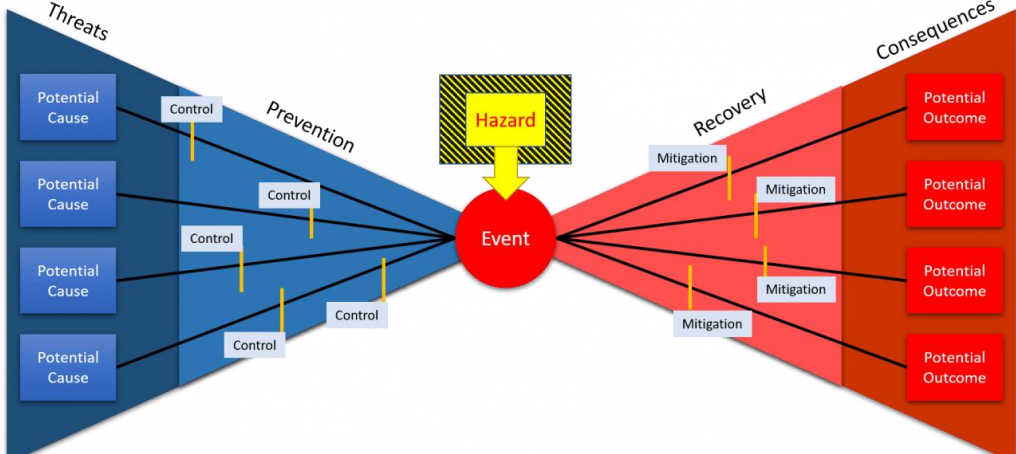 Threats
Prevention
Potential
Cause
Potential
Cause
Potential
Cause
Potential
Cause
Control
Control
Control
Control
Control
Hazard
Event
Recovery
Consequences
Mitigation
Mitigation
Mitigation
Mitigation
Potential
Outcome
Potential
Outcome
Potential
Outcome
Potential
Outcome